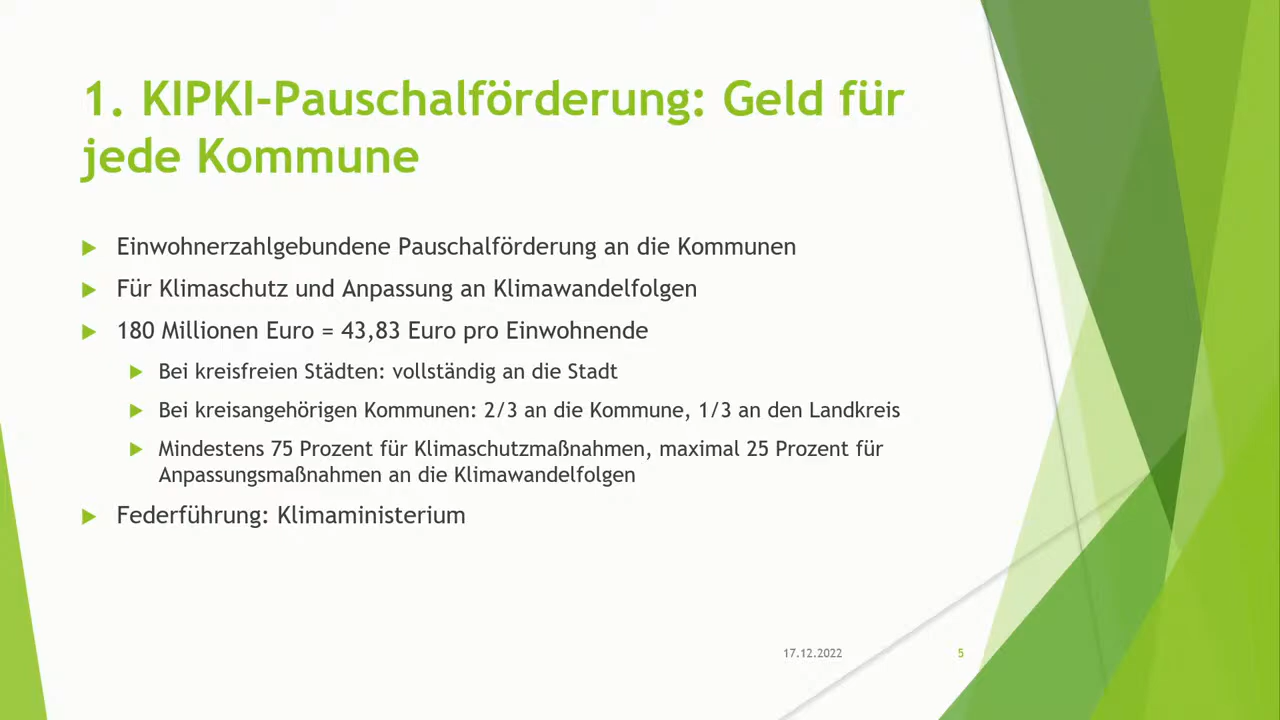 1. KIPKI-Pauschalförderung: Geld für
jede Kommune
Einwohnerzahlgebundene Pauschalförderung an die Kommunen
Für Klimaschutz und Anpassung an Klimawandelfolgen
180 Millionen Euro = 43,83 Euro pro Einwohnende
Bei kreisfreien Städten: vollständig an die Stadt
Bei kreisangehörigen Kommunen: 2/3 an die Kommune, 1/3 an den Landkreis
Mindestens 75 Prozent für Klimaschutzmaßnahmen, maximal 25 Prozent für
Anpassungsmaßnahmen an die Klimawandelfolgen
Federführung: Klimaministerium
17.12.2022
5